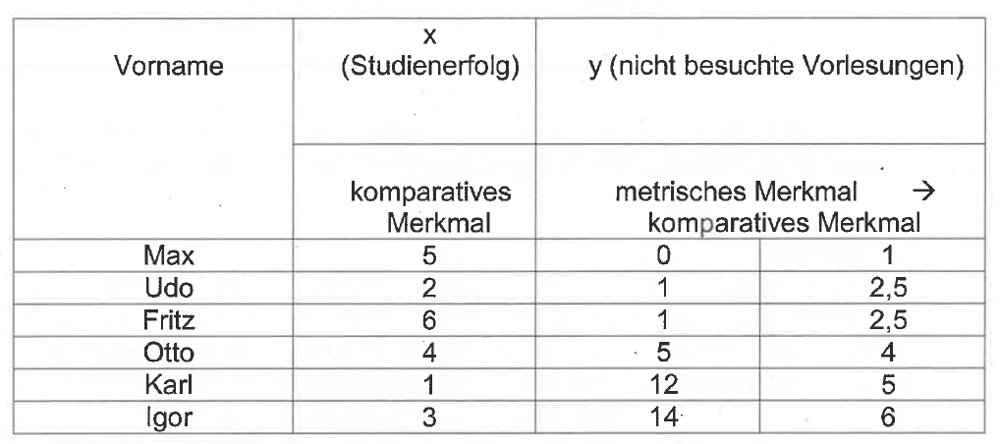 x
Vorname (Studienerfolg) y (nicht besuchte Vorlesungen)
komparatives metrisches Merkmal →
Merkmal komparatives Merkmal
Max 5 0 1
Udo 2 1 2,5
Fritz 6 1 2,5
Otto 4 5 4
Karl 1 12 5
Igor 3 14 6